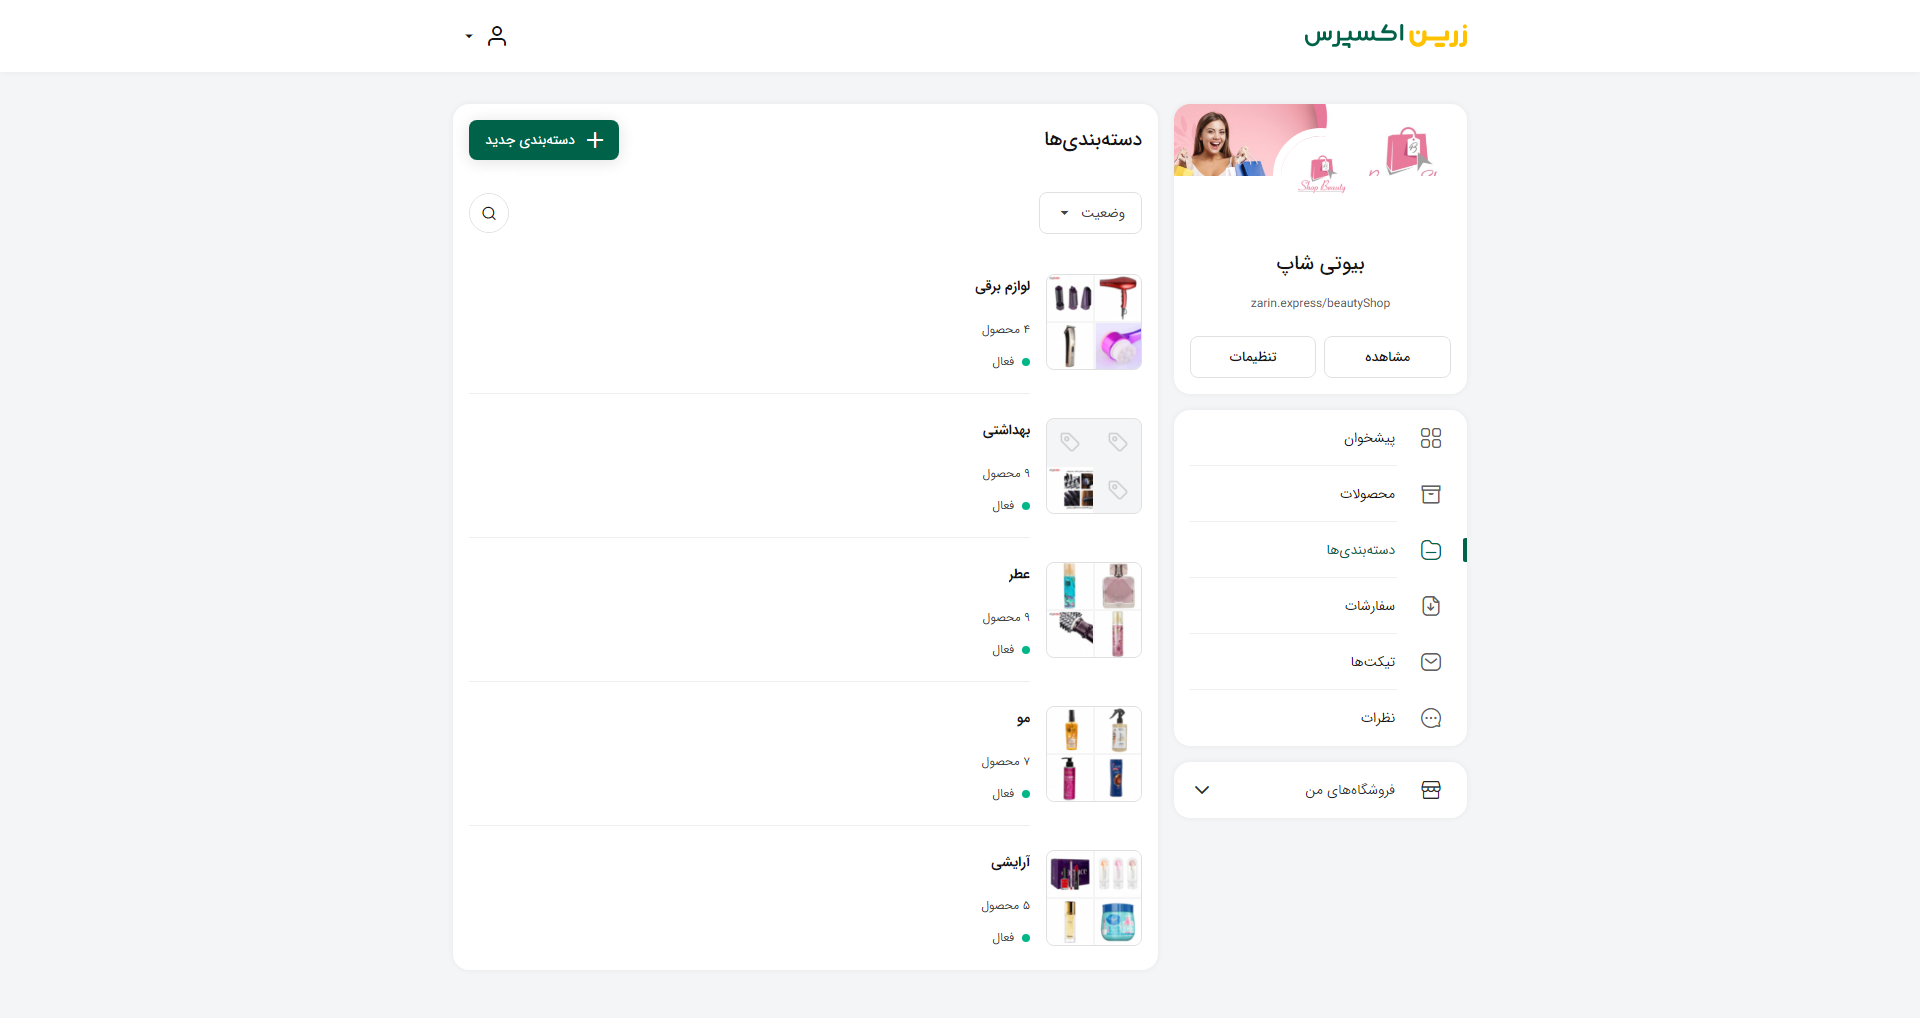 زرین اکسپرس
Shop Beauty
بیوتی شاپ
zarin.express/beautyShop
مشاهده
تنظیمات
پیشخوان
محصولات
دسته‌بندی‌ها
سفارشات
تیکت‌ها
نظرات
فروشگاه‌های من
دسته‌بندی‌ها
دسته‌بندی جدید
وضعیت
لوازم برقی
۴ محصول
فعال
بهداشتی
۹ محصول
فعال
عطر
۹ محصول
فعال
مو
۷ محصول
فعال
آرایشی
۵ محصول
فعال